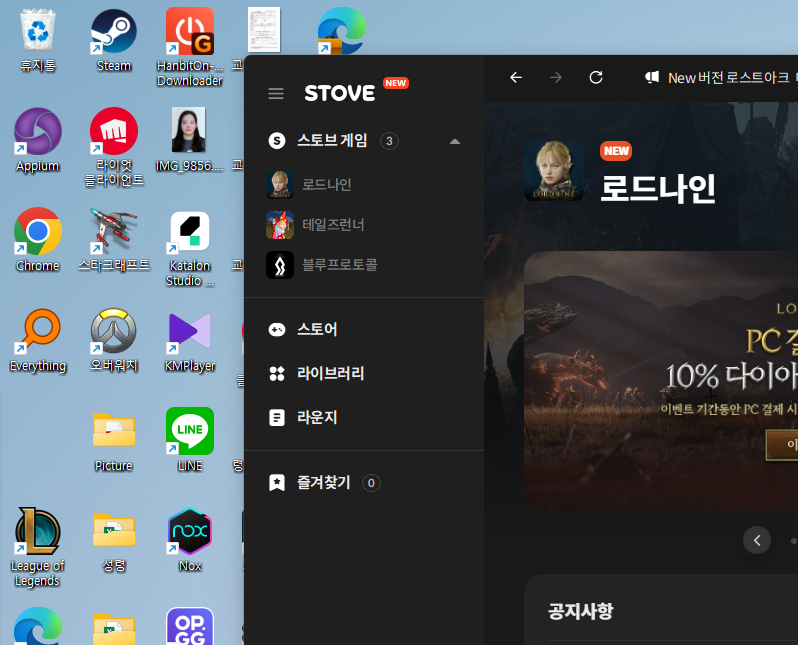 휴지통
Steam
HanbitOn-...
Downloader
Appium
라이엇
클라이언트
IMG_9856....
Chrome
스타크래프트
Katalon
Studio ...
Everything
오버워치
KMPlayer
Picture
LINE
LINE
League of
Legends
성령
nox
Nox
OP.
GG
STOVE
NEW
스토브 게임
3
로드나인
테일즈런너
블루프로토콜
스토어
라이브러리
라운지
즐겨찾기
0
New 버전 로스트아크
NEW
로드나인
10% 다이아
이벤트 기간동안 PC 결제 시
공지사항